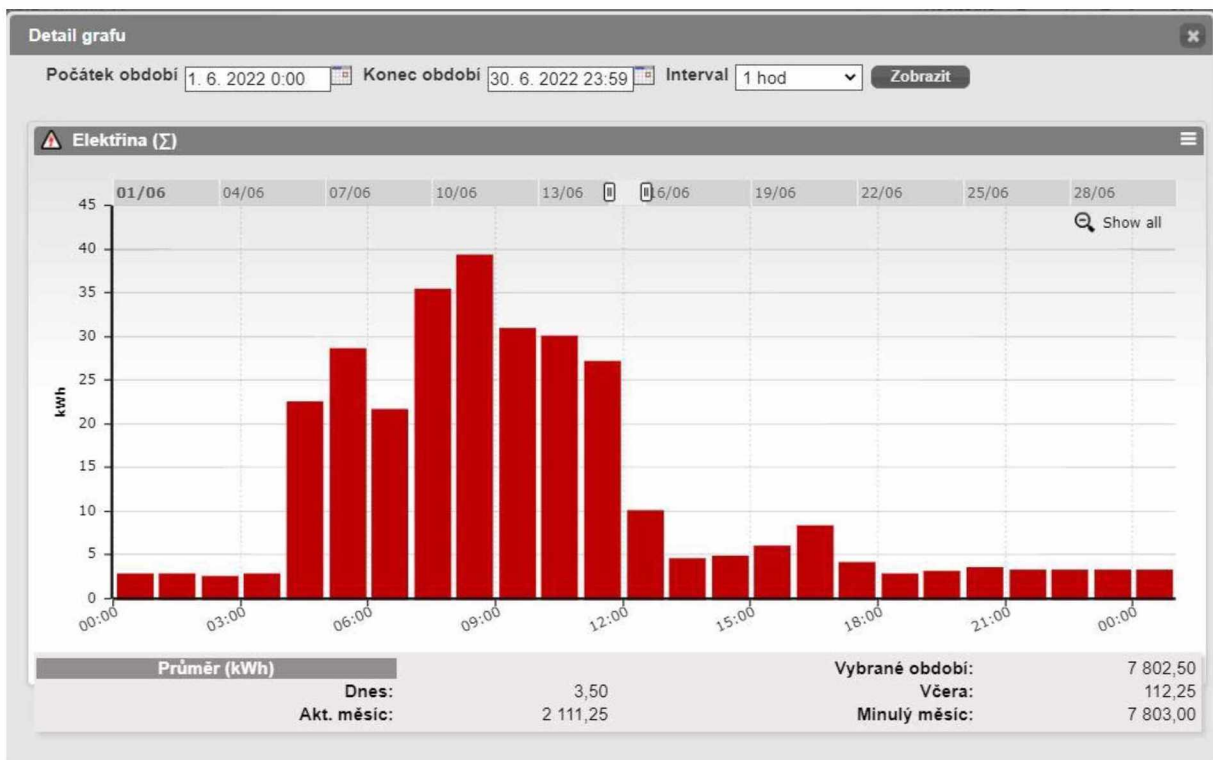 Detail grafu
Počátek období 1. 6. 2022 0:00 Konec období 30. 6. 2022 23:59 Interval 1 hod Zobrazit
Elektřina (∑)
01/06 04/06 07/06 10/06 13/06 16/06 19/06 22/06 25/06 28/06
Show all
45
40
35
30
25
20
15
10
5
0
kWh
00:00 03:00 06:00 09:00 12:00 15:00 18:00 21:00 00:00
Průměr (kWh) Vybrané období: 7 802,50
Dnes: 3,50 Včera: 112,25
Akt. měsíc: 2 111,25 Minulý měsíc: 7 803,00